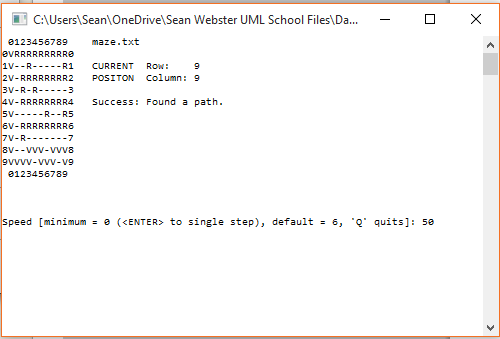 C:\Users\Sean\OneDrive\Sean Webster UML School Files\Da...
 0123456789    maze.txt
0VRRRRRRRRR0
1V--R-----R1   CURRENT  Row:    9
2V-RRRRRRRR2   POSITON  Column: 9
3V-R-R-----3
4V-RRRRRRRR4   Success: Found a path.
5V-----R--R5
6V-RRRRRRRR6
7V-R-------7
8V--VVV-VVV8
9VVVV-VVV-V9
 0123456789
Speed [minimum = 0 (<ENTER> to single step), default = 6, 'Q' quits]: 50